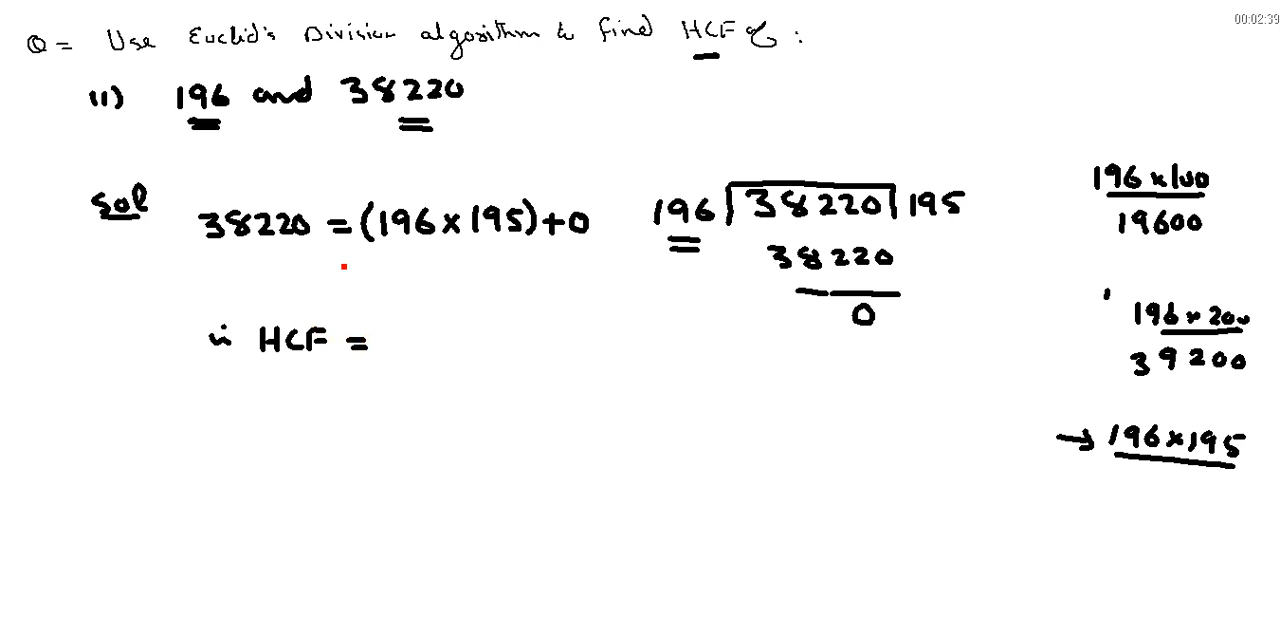 00:02:39
Q = Use Euclid's Division algorithm to find HCF of :
(ii) 196 and 38220
Sol
38220 = (196 × 195) + 0
196 ) 38220 ( 195
38220
0
∴ HCF =
196 × 100
19600
196 × 200
39200
→ 196 × 195